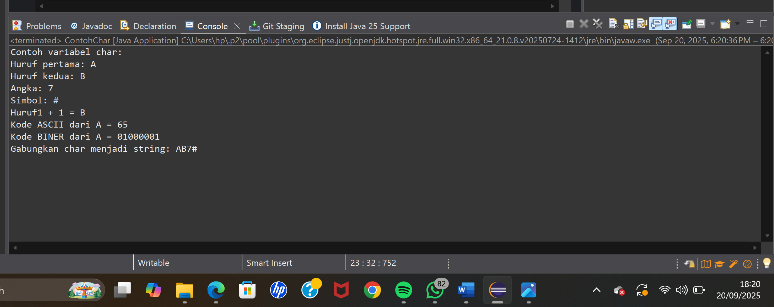 Problems Javadoc Declaration Console Git Staging Install Java 25 Support
<terminated> ContohChar [Java Application] C:\Users\hp\.p2\pool\plugins\org.eclipse.justj.openjdk.hotspot.jre.full.win32.x86_64_21.0.8.v20250724-1412\jre\bin\javaw.exe (Sep 20, 2025, 6:20:36 PM –
Contoh variabel char:
Huruf pertama: A
Huruf kedua: B
Angka: 7
Simbol: #
Huruf1 + 1 = B
Kode ASCII dari A = 65
Kode BINER dari A = 01000001
Gabungkan char menjadi string: AB7#
Writable Smart Insert 23 : 32 : 752
h 82 18:20
20/09/2025